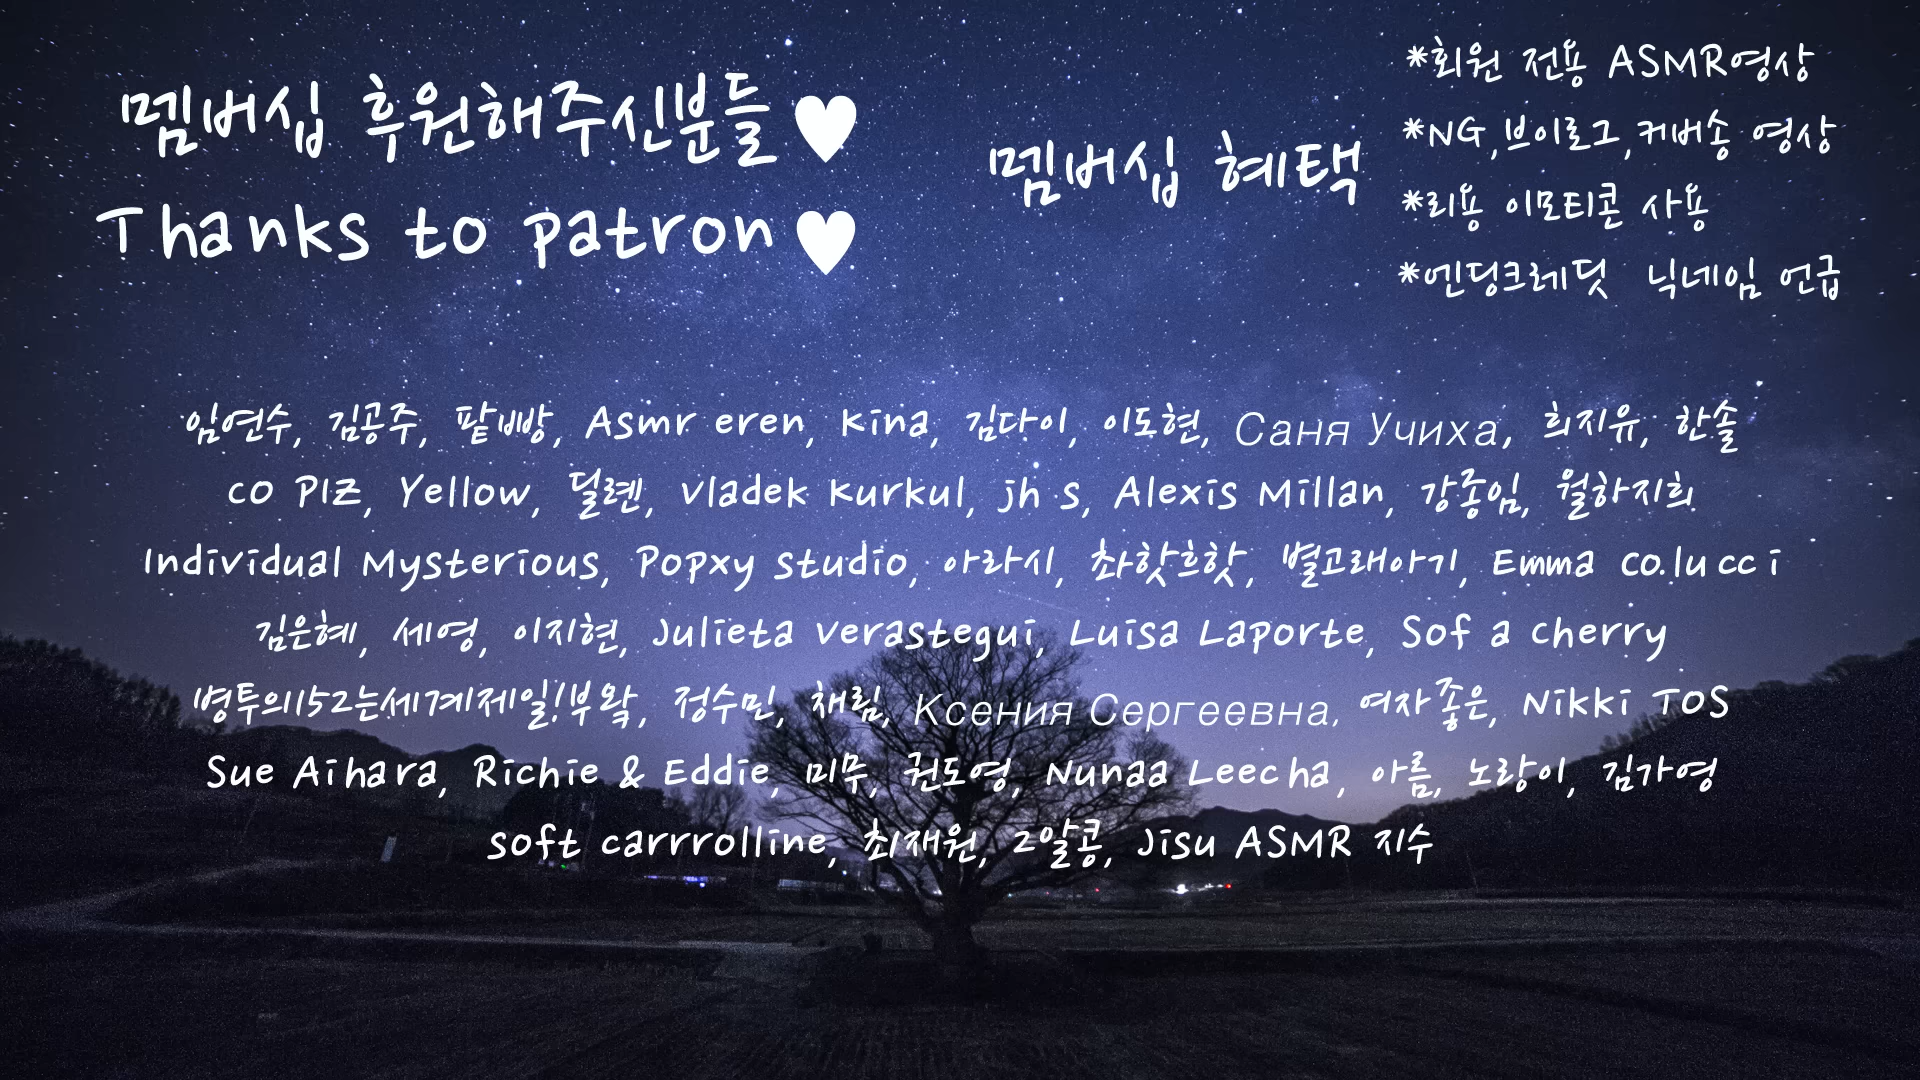 멤버십 후원해주신분들♥
Thanks to patron♥
멤버십 혜택
*회원 전용 ASMR영상
*NG,브이로그,커버송 영상
*리용 이모티콘 사용
*엔딩크레딧 닉네임 언급
임연수, 김공주, 팥빵, Asmr eren, Kina, 김다이, 이도현, Саня Учиха, 희지유, 한솔
CO PIZ, Yellow, 딜렌, Vladek Kurkul, jh s, Alexis Millan, 강종임, 월하지희
Individual Mysterious, Popxy studio, 아라시, 촤핫흐핫, 별고래아기, Emma co.lucci
김은혜, 세영, 이지현, Julieta Verastegui, Luisa Laporte, Sof a cherry
병투의152는세계제일!부왘, 정수민, 채림, Ксения Сергеевна, 여자좋은, Nikki TOS
Sue Aihara, Richie & Eddie, 미무, 권도영, Nunaa Leecha, 아름, 노랑이, 김가영
soft carrrolline, 최재원, 2알콩, Jisu ASMR 지수